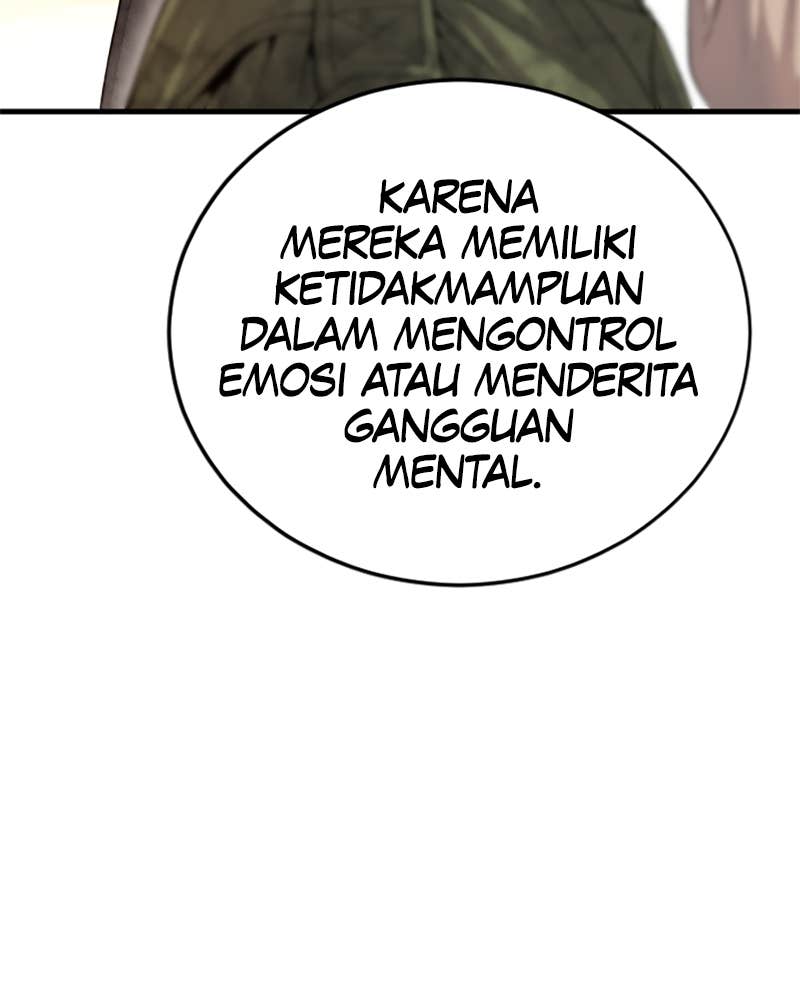 KARENA
MEREKA MEMILIKI
KETIDAKMAMPUAN
DALAM MENGONTROL
EMOSI ATAU MENDERITA
GANGGUAN
MENTAL.